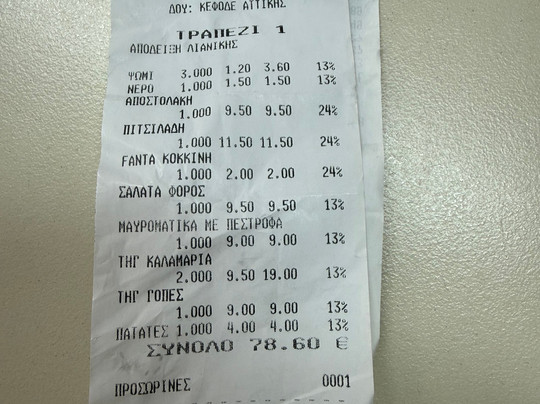 ΔΟΥ: ΚΕΦΟΔΕ ΑΤΤΙΚΗΣ
ΤΡΑΠΕΖΙ 1
ΑΠΟΔΕΙΞΗ ΛΙΑΝΙΚΗΣ
ΨΩΜΙ 3.000 1.20 3.60 13%
ΝΕΡΟ 1.000 1.50 1.50 13%
ΑΠΟΣΤΟΛΑΚΗ
1.000 9.50 9.50 24%
ΠΙΤΣΙΛΑΔΗ
1.000 11.50 11.50 24%
FANTA ΚΟΚΚΙΝΗ
1.000 2.00 2.00 24%
ΣΑΛΑΤΑ ΦΟΡΟΣ
1.000 9.50 9.50 13%
ΜΑΥΡΟΜΑΤΙΚΑ ΜΕ ΠΕΣΤΡΟΦΑ
1.000 9.00 9.00 13%
ΤΗΓ ΚΑΛΑΜΑΡΙΑ
2.000 9.50 19.00 13%
ΤΗΓ ΓΟΠΕΣ
1.000 9.00 9.00 13%
ΠΑΤΑΤΕΣ 1.000 4.00 4.00 13%
ΣΥΝΟΛΟ 78.60 €
ΠΡΟΣΩΡΙΝΕΣ 0001